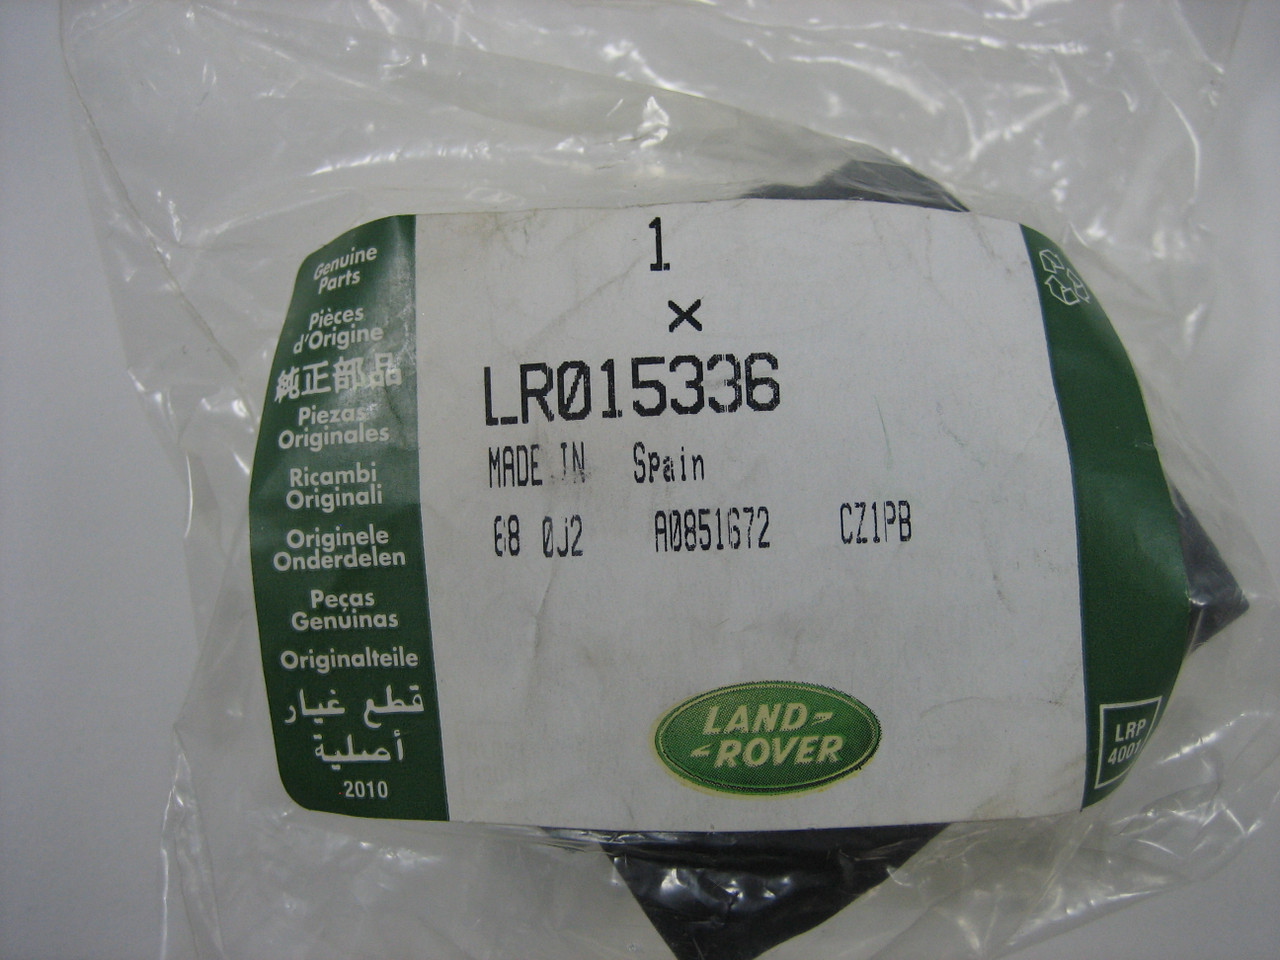 Genuine
Parts
Pièces
d'Origine
純正部品
Piezas
Originales
Ricambi
Originali
Originele
Onderdelen
Peças
Genuinas
Originalteile
قطع غيار
أصلية
2010
1
×
LR015336
MADE IN Spain
68 0J2 A0851672 CZ1PB
LAND-
-ROVER
LRP
4001